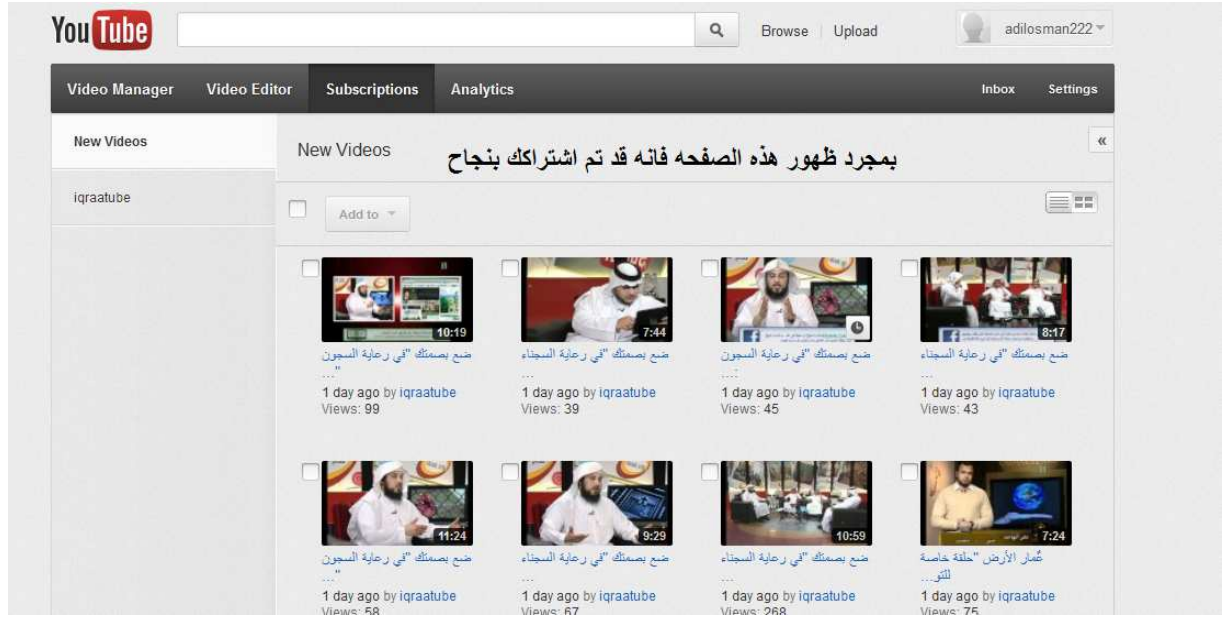 YouTube
Browse
Upload
adilosman222
Video Manager
Video Editor
Subscriptions
Analytics
Inbox
Settings
New Videos
iqraatube
New Videos
بمجرد ظهور هذه الصفحه فانه قد تم اشتراكك بنجاح
«
Add to
10:19
7:44
8:17
ضع بصمتك "في رعاية السجون
"...
1 day ago by iqraatube
Views: 99
ضع بصمتك "في رعاية السجناء
...
1 day ago by iqraatube
Views: 39
ضع بصمتك "في رعاية السجون
:...
1 day ago by iqraatube
Views: 45
ضع بصمتك "في رعاية السجناء
...
1 day ago by iqraatube
Views: 43
11:24
9:29
10:59
7:24
ضع بصمتك "في رعاية السجون
"...
1 day ago by iqraatube
Views: 58
ضع بصمتك "في رعاية السجناء
...
1 day ago by iqraatube
Views: 67
ضع بصمتك "في رعاية السجناء
...
1 day ago by iqraatube
Views: 268
عُمار الأرض "حلقة خاصة
للتو...
1 day ago by iqraatube
Views: 75